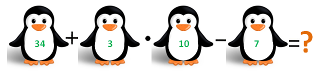 34 + 3 · 10 − 7 = ?